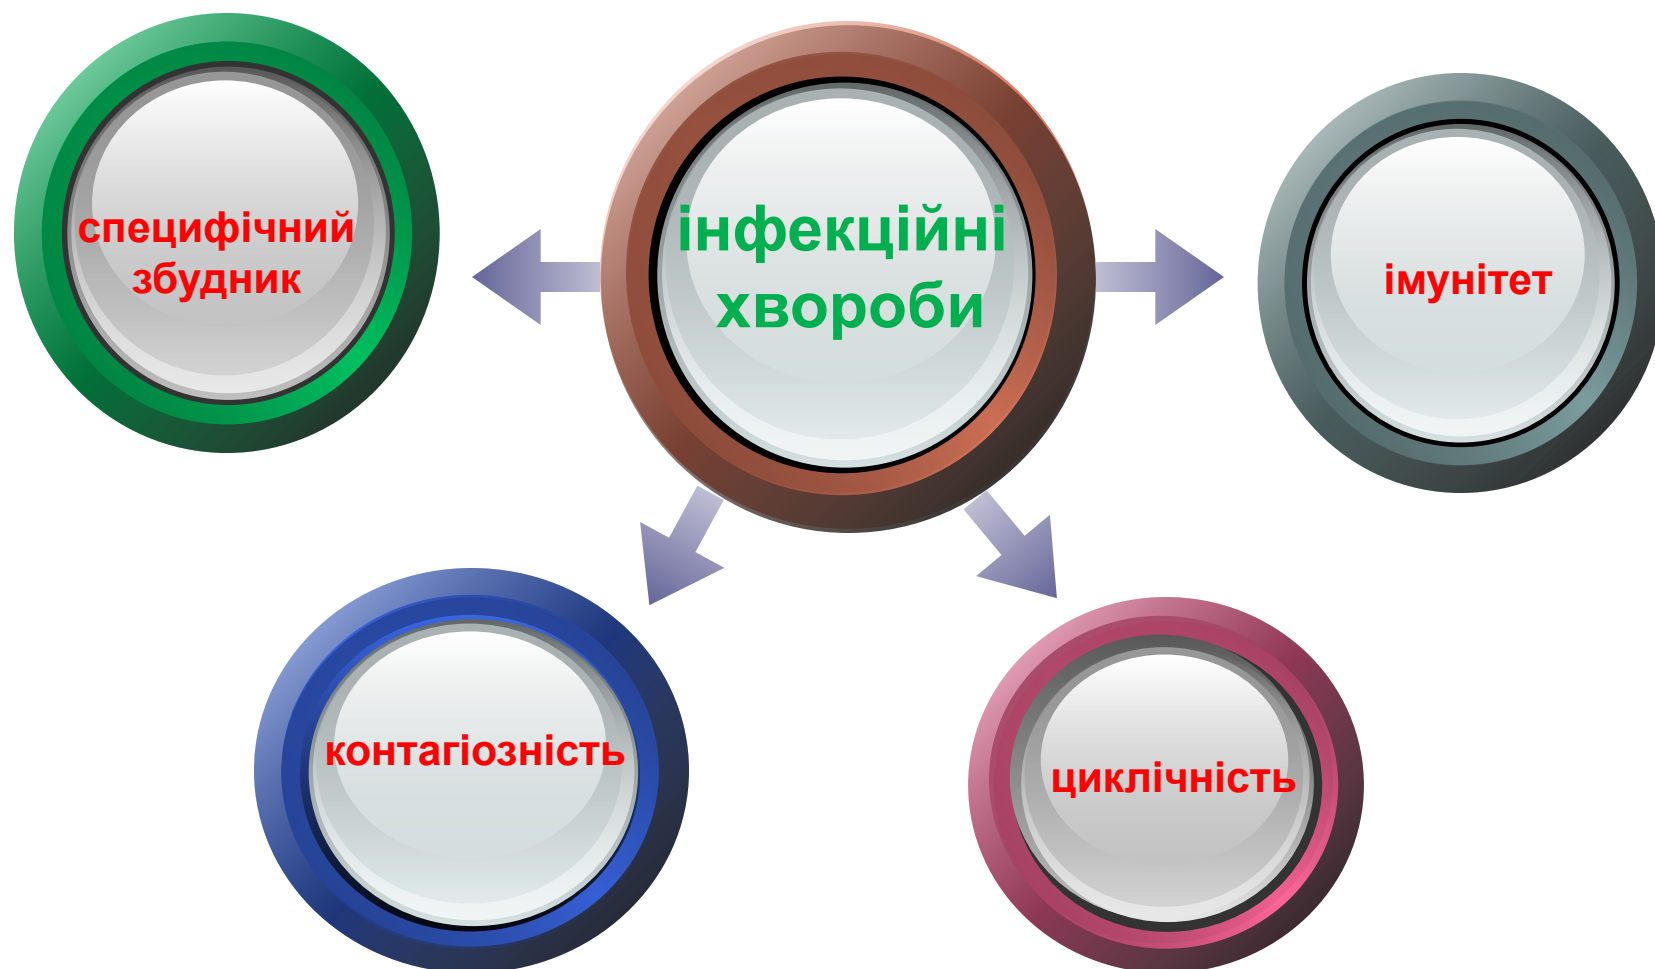 специфічний
збудник
інфекційні
хвороби
імунітет
контагіозність
циклічність